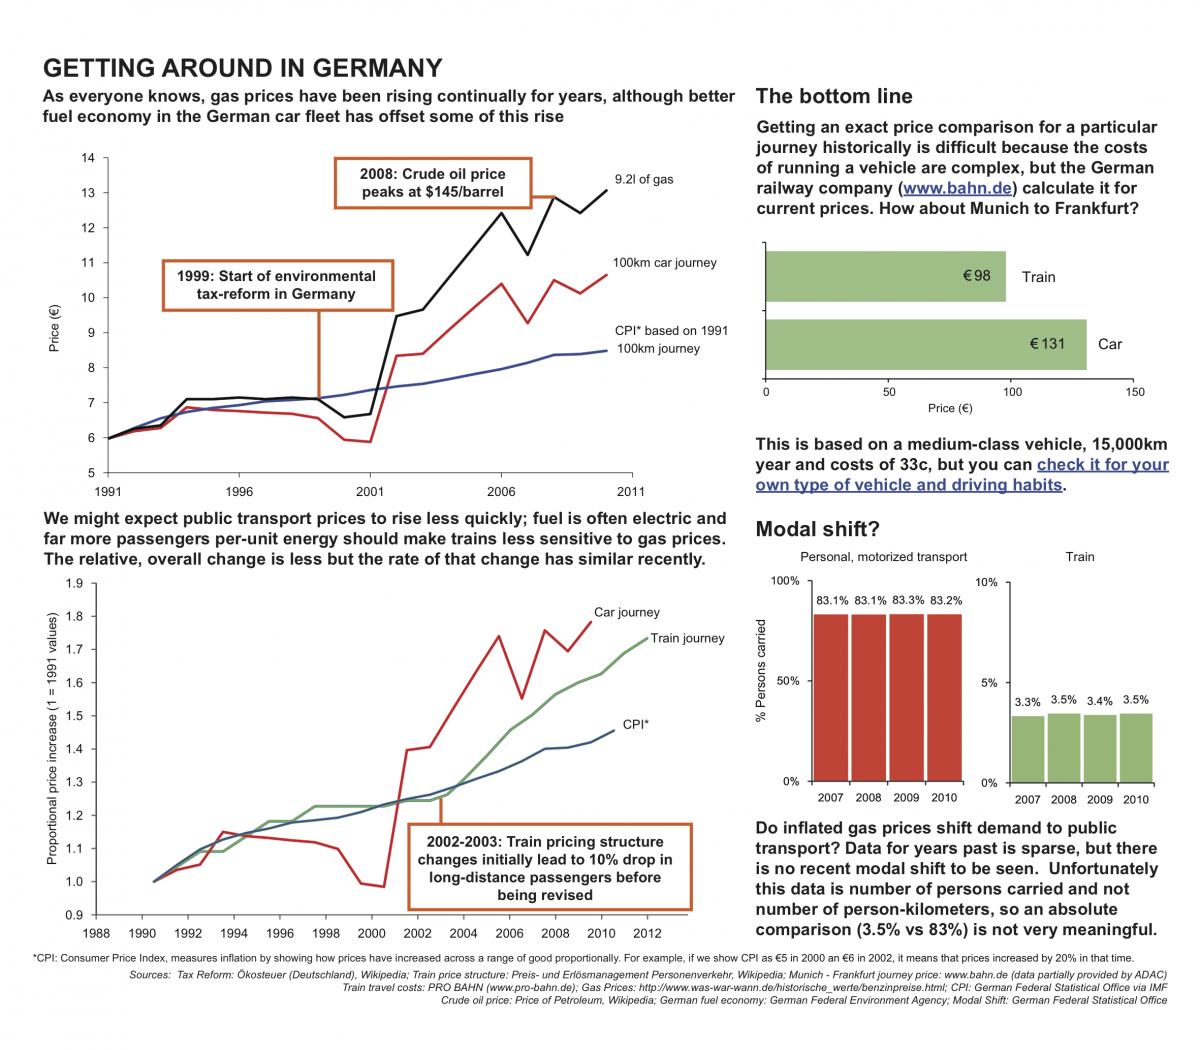 GETTING AROUND IN GERMANY
As everyone knows, gas prices have been rising continually for years, although better
fuel economy in the German car fleet has offset some of this rise
14
13
12
11
10
9
8
7
6
5
Price (€)
1991
1996
2001
2006
2011
2008: Crude oil price
peaks at $145/barrel
1999: Start of environmental
tax-reform in Germany
9.2l of gas
100km car journey
CPI* based on 1991
100km journey
We might expect public transport prices to rise less quickly; fuel is often electric and
far more passengers per-unit energy should make trains less sensitive to gas prices.
The relative, overall change is less but the rate of that change has similar recently.
1.9
1.8
1.7
1.6
1.5
1.4
1.3
1.2
1.1
1.0
0.9
Proportional price increase (1 = 1991 values)
1988
1990
1992
1994
1996
1998
2000
2002
2004
2006
2008
2010
2012
Car journey
Train journey
CPI*
2002-2003: Train pricing structure
changes initially lead to 10% drop in
long-distance passengers before
being revised
The bottom line
Getting an exact price comparison for a particular
journey historically is difficult because the costs
of running a vehicle are complex, but the German
railway company (www.bahn.de) calculate it for
current prices. How about Munich to Frankfurt?
€98
Train
€131
Car
0
50
100
150
Price (€)
This is based on a medium-class vehicle, 15,000km
year and costs of 33c, but you can check it for your
own type of vehicle and driving habits.
Modal shift?
Personal, motorized transport
100%
50%
0%
% Persons carried
83.1%
83.1%
83.3%
83.2%
2007
2008
2009
2010
Train
10%
5%
0%
3.3%
3.5%
3.4%
3.5%
2007
2008
2009
2010
Do inflated gas prices shift demand to public
transport? Data for years past is sparse, but there
is no recent modal shift to be seen. Unfortunately
this data is number of persons carried and not
number of person-kilometers, so an absolute
comparison (3.5% vs 83%) is not very meaningful.
*CPI: Consumer Price Index, measures inflation by showing how prices have increased across a range of good proportionally. For example, if we show CPI as €5 in 2000 an €6 in 2002, it means that prices increased by 20% in that time.
Sources: Tax Reform: Ökosteuer (Deutschland), Wikipedia; Train price structure: Preis- und Erlösmanagement Personenverkehr, Wikipedia; Munich - Frankfurt journey price: www.bahn.de (data partially provided by ADAC)
Train travel costs: PRO BAHN (www.pro-bahn.de); Gas Prices: http://www.was-war-wann.de/historische_werte/benzinpreise.html; CPI: German Federal Statistical Office via IMF
Crude oil price: Price of Petroleum, Wikipedia; German fuel economy: German Federal Environment Agency; Modal Shift: German Federal Statistical Office